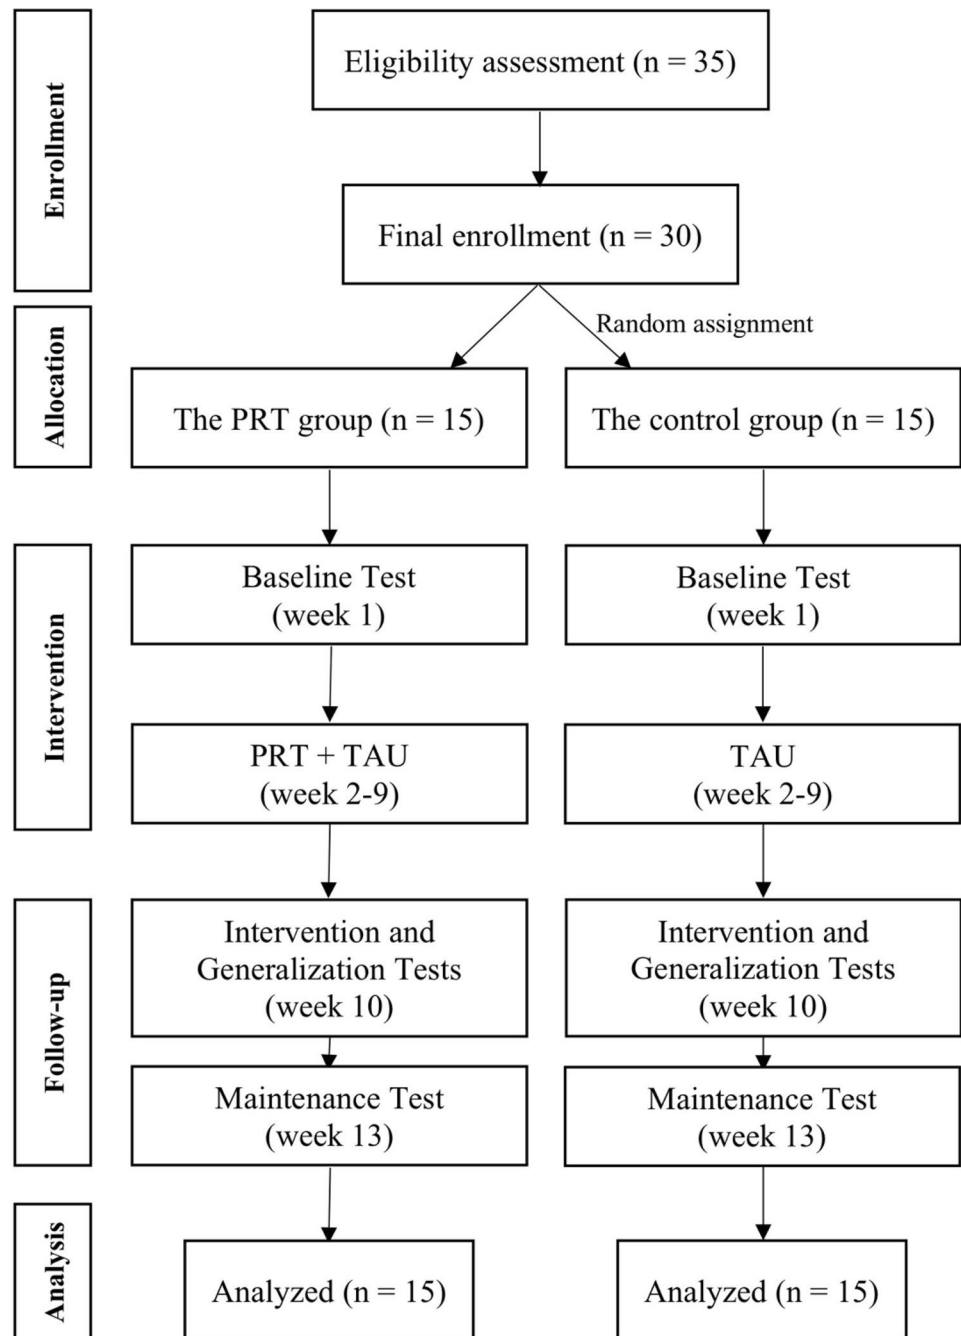 Enrollment
Eligibility assessment (n = 35)
Final enrollment (n = 30)
Random assignment
Allocation
The PRT group (n = 15)
The control group (n = 15)
Intervention
Baseline Test
(week 1)
Baseline Test
(week 1)
PRT + TAU
(week 2-9)
TAU
(week 2-9)
Follow-up
Intervention and
Generalization Tests
(week 10)
Intervention and
Generalization Tests
(week 10)
Maintenance Test
(week 13)
Maintenance Test
(week 13)
Analysis
Analyzed (n = 15)
Analyzed (n = 15)